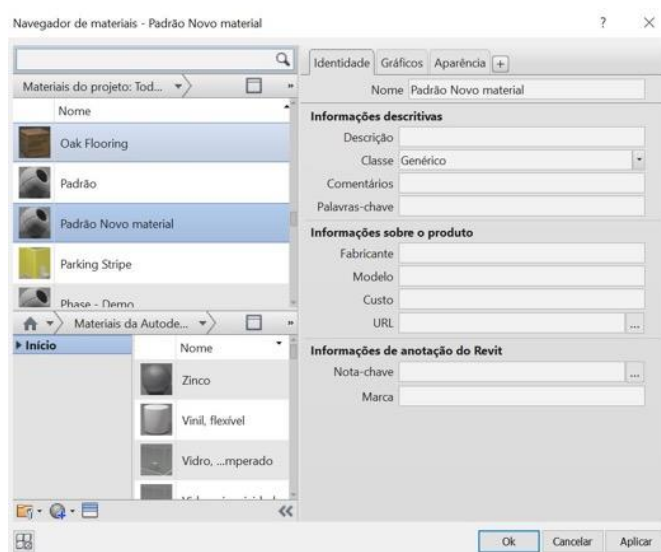 Navegador de materiais - Padrão Novo material
Materiais do projeto: Tod...
Nome
Oak Flooring
Padrão
Padrão Novo material
Parking Stripe
Phase - Demo
Materiais da Autode...
Início
Nome
Zinco
Vinil, flexível
Vidro, ...mperado
Identidade Gráficos Aparência +
Nome Padrão Novo material
Informações descritivas
Descrição
Classe Genérico
Comentários
Palavras-chave
Informações sobre o produto
Fabricante
Modelo
Custo
URL ...
Informações de anotação do Revit
Nota-chave ...
Marca
Ok Cancelar Aplicar